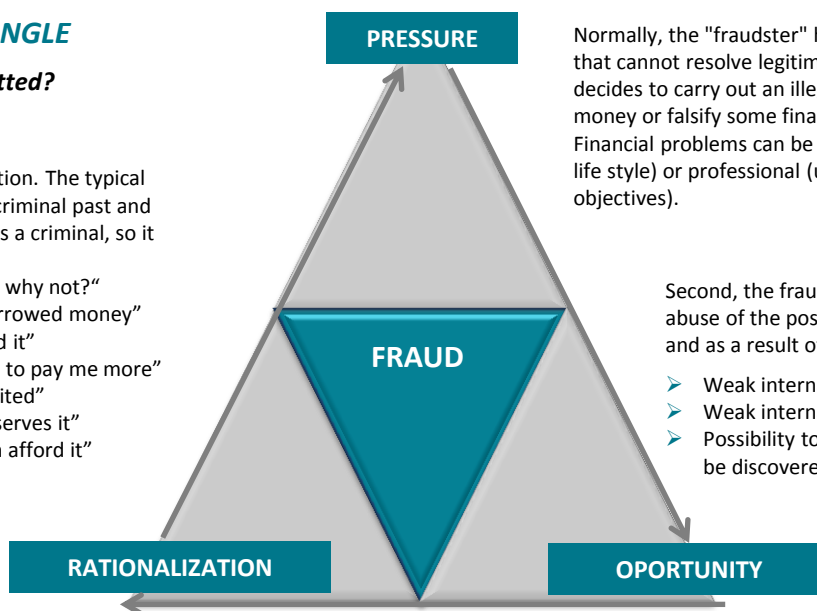 NGLE
tted?
PRESSURE
Normally, the "fraudster" h
that cannot resolve legitim
decides to carry out an ille
money or falsify some fina
Financial problems can be
life style) or professional (u
objectives).
tion. The typical
criminal past and
s a criminal, so it
why not?“
rrowed money”
d it”
to pay me more”
ited”
serves it”
afford it”
Second, the frau
abuse of the pos
and as a result o
Weak intern
Weak intern
Possibility to
be discovere
FRAUD
RATIONALIZATION
OPORTUNITY